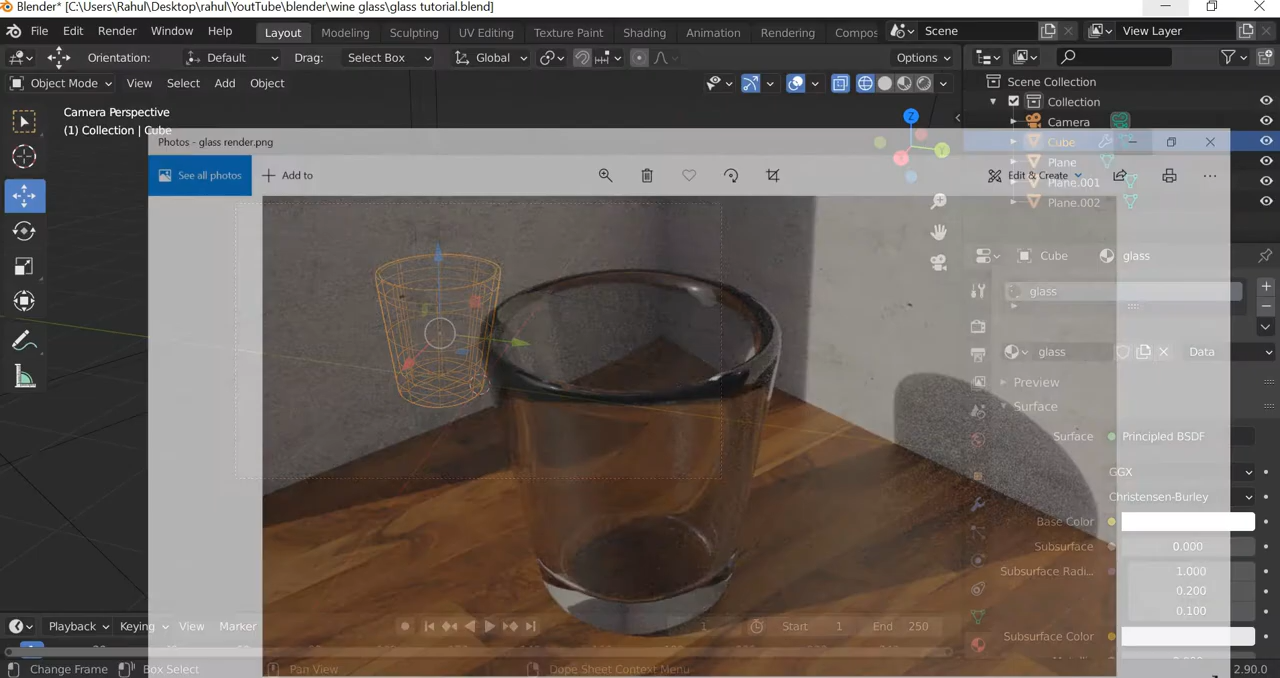 Blender* [C:\Users\Rahul\Desktop\rahul\YouTube\blender\wine glass\glass tutorial.blend]
File Edit Render Window Help Layout Modeling Sculpting UV Editing Texture Paint Shading Animation Rendering Compos Scene View Layer
Orientation: Default Drag: Select Box Global Options
Object Mode View Select Add Object
Scene Collection
Camera Perspective
Collection
(1) Collection | Cube
Camera
Photos - glass render.png
Cube
Plane
See all photos Add to Edit & Create
Plane.001
Plane.002
Cube glass
glass
glass Data
Preview
Surface
Surface Principled BSDF
GGX
Christensen-Burley
Base Color
Subsurface 0.000
Subsurface Radi... 1.000
0.200
0.100
Playback Keying View Marker 1 Start 1 End 250
Subsurface Color
Change Frame Box Select Pan View Dope Sheet Context Menu 2.90.0